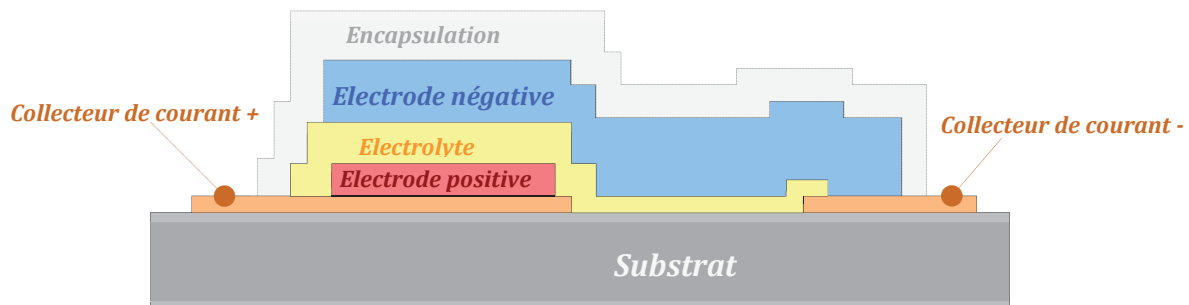 Encapsulation
Electrode négative
Collecteur de courant +
Collecteur de courant -
Electrolyte
Electrode positive
Substrat